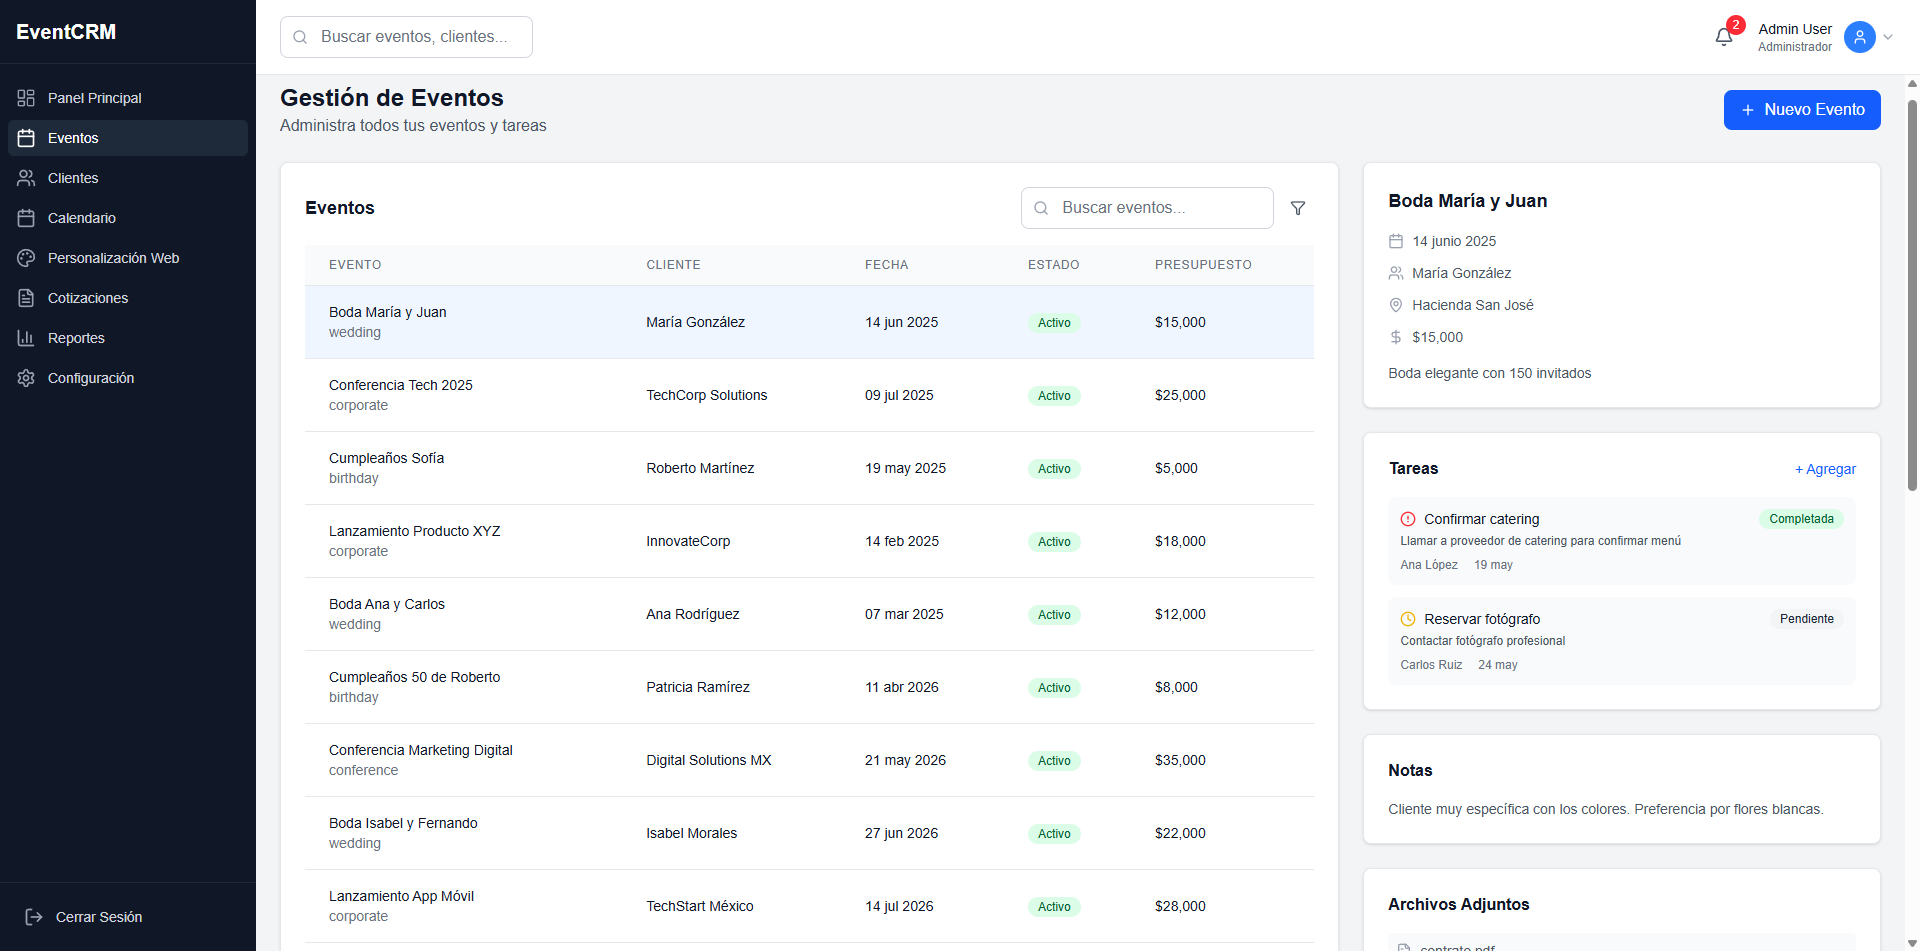 EventCRM
Buscar eventos, clientes...
2
Admin User
Administrador
Panel Principal
Eventos
Clientes
Calendario
Personalización Web
Cotizaciones
Reportes
Configuración
Cerrar Sesión
Gestión de Eventos
Administra todos tus eventos y tareas
+ Nuevo Evento
Eventos
Buscar eventos...
EVENTO CLIENTE FECHA ESTADO PRESUPUESTO
Boda María y Juan
wedding
María González 14 jun 2025 Activo $15,000
Conferencia Tech 2025
corporate
TechCorp Solutions 09 jul 2025 Activo $25,000
Cumpleaños Sofía
birthday
Roberto Martínez 19 may 2025 Activo $5,000
Lanzamiento Producto XYZ
corporate
InnovateCorp 14 feb 2025 Activo $18,000
Boda Ana y Carlos
wedding
Ana Rodríguez 07 mar 2025 Activo $12,000
Cumpleaños 50 de Roberto
birthday
Patricia Ramírez 11 abr 2026 Activo $8,000
Conferencia Marketing Digital
conference
Digital Solutions MX 21 may 2026 Activo $35,000
Boda Isabel y Fernando
wedding
Isabel Morales 27 jun 2026 Activo $22,000
Lanzamiento App Móvil
corporate
TechStart México 14 jul 2026 Activo $28,000
Boda María y Juan
14 junio 2025
María González
Hacienda San José
$15,000
Boda elegante con 150 invitados
Tareas
+ Agregar
Confirmar catering Completada
Llamar a proveedor de catering para confirmar menú
Ana López 19 may
Reservar fotógrafo Pendiente
Contactar fotógrafo profesional
Carlos Ruiz 24 may
Notas
Cliente muy específica con los colores. Preferencia por flores blancas.
Archivos Adjuntos
contrato.pdf